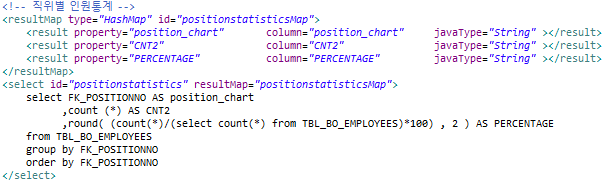 <!-- 직위별 인원통계 -->
<resultMap type="HashMap" id="positionstatisticsMap">
<result property="position_chart" column="position_chart" javaType="String" ></result>
<result property="CNT2" column="CNT2" javaType="String" ></result>
<result property="PERCENTAGE" column="PERCENTAGE" javaType="String" ></result>
</resultMap>
<select id="positionstatistics" resultMap="positionstatisticsMap">
select FK_POSITIONNO AS position_chart
,count (*) AS CNT2
,round( (count(*)/(select count(*) from TBL_BO_EMPLOYEES)*100) , 2 ) AS PERCENTAGE
from TBL_BO_EMPLOYEES
group by FK_POSITIONNO
order by FK_POSITIONNO
</select>